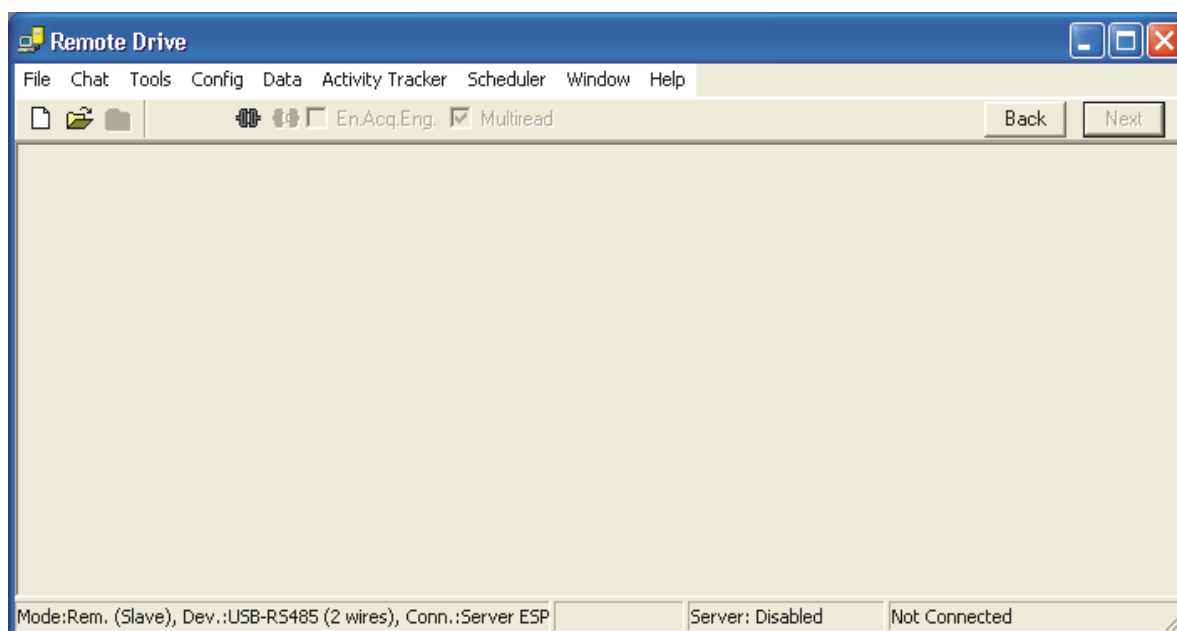 Remote Drive
File Chat Tools Config Data Activity Tracker Scheduler Window Help
En.Acq.Eng. Multiread Back Next
Mode:Rem. (Slave), Dev.:USB-RS485 (2 wires), Conn.:Server ESP Server: Disabled Not Connected